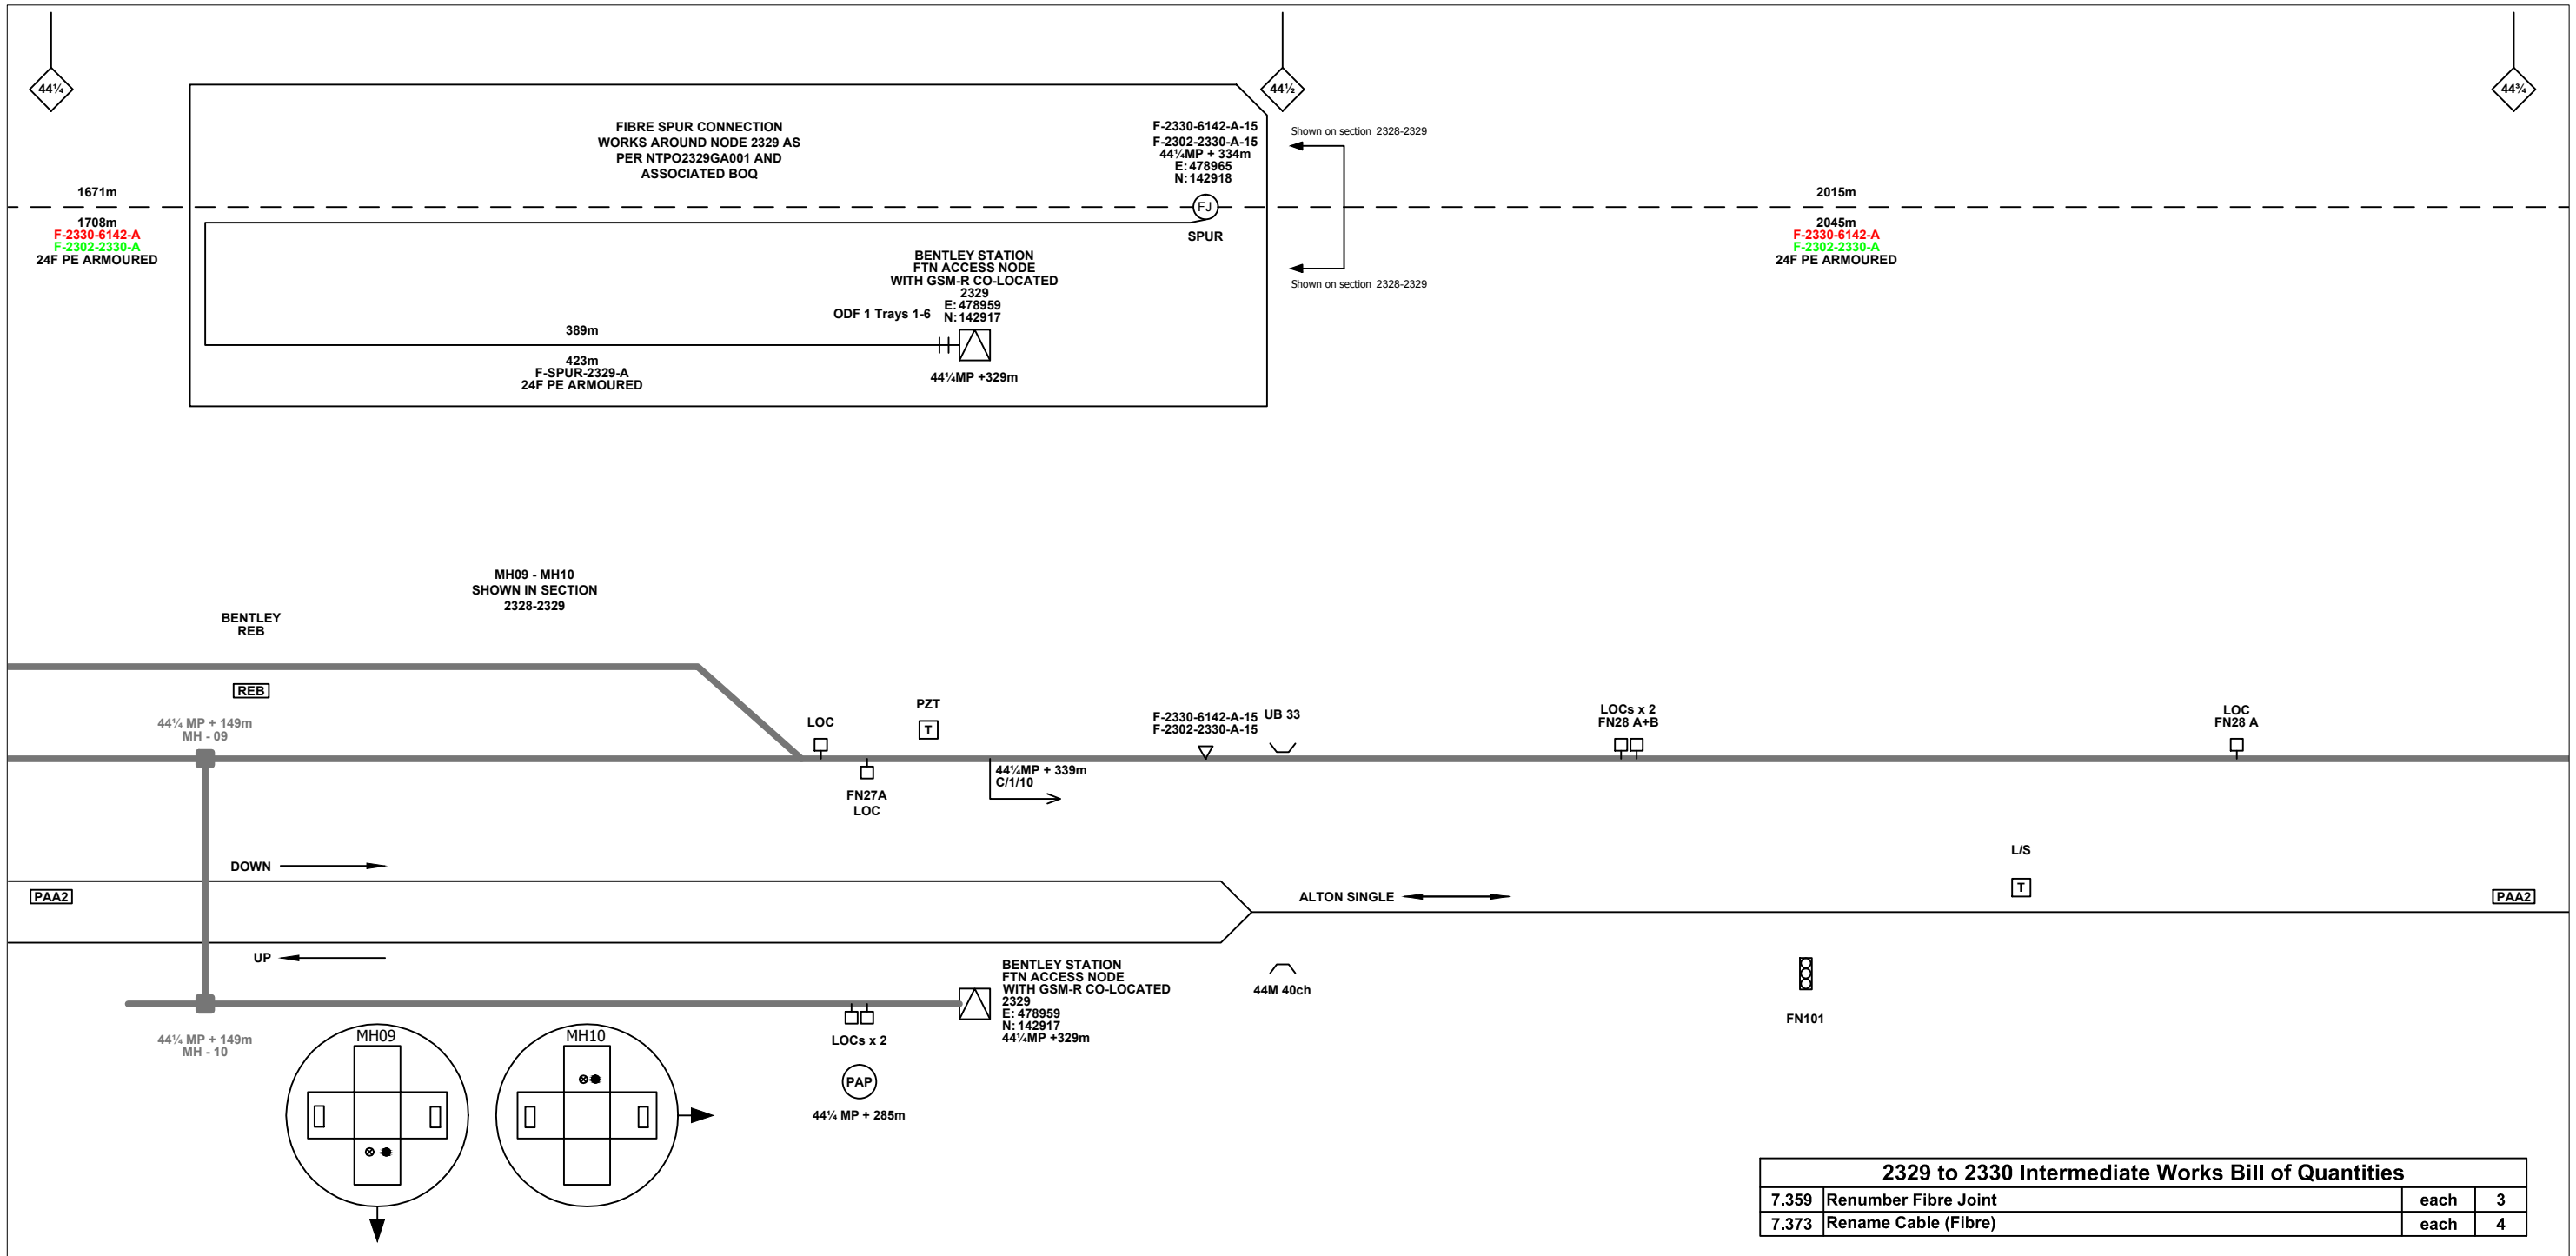 44¼
44½
44¾
FIBRE SPUR CONNECTION
WORKS AROUND NODE 2329 AS
PER NTPO2329GA001 AND
ASSOCIATED BOQ
F-2330-6142-A-15
F-2302-2330-A-15
44¼MP + 334m
E: 478965
N: 142918
FJ
SPUR
Shown on section 2328-2329
Shown on section 2328-2329
1671m
1708m
F-2330-6142-A
F-2302-2330-A
24F PE ARMOURED
2015m
2045m
F-2330-6142-A
F-2302-2330-A
24F PE ARMOURED
BENTLEY STATION
FTN ACCESS NODE
WITH GSM-R CO-LOCATED
2329
E: 478959
N: 142917
ODF 1 Trays 1-6
44¼MP +329m
389m
423m
F-SPUR-2329-A
24F PE ARMOURED
MH09 - MH10
SHOWN IN SECTION
2328-2329
BENTLEY
REB
REB
44¼ MP + 149m
MH - 09
LOC
PZT
T
FN27A
LOC
44¼MP + 339m
C/1/10
F-2330-6142-A-15
F-2302-2330-A-15
UB 33
LOCs x 2
FN28 A+B
LOC
FN28 A
DOWN
PAA2
ALTON SINGLE
L/S
T
PAA2
UP
44¼ MP + 149m
MH - 10
MH09
MH10
LOCs x 2
PAP
44¼ MP + 285m
BENTLEY STATION
FTN ACCESS NODE
WITH GSM-R CO-LOCATED
2329
E: 478959
N: 142917
44¼MP +329m
44M 40ch
FN101
2329 to 2330 Intermediate Works Bill of Quantities
7.359 Renumber Fibre Joint each 3
7.373 Rename Cable (Fibre) each 4